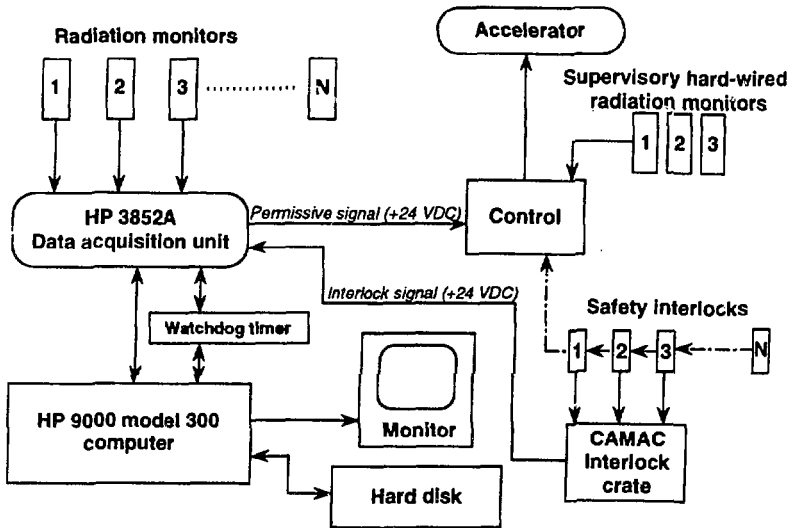 Radiation monitors
1
2
3
N
Accelerator
Supervisory hard-wired
radiation monitors
1
2
3
HP 3852A
Data acquisition unit
Permissive signal (+24 VDC)
Control
Interlock signal (+24 VDC)
Watchdog timer
Safety interlocks
1
2
3
N
HP 9000 model 300
computer
Monitor
CAMAC
Interlock
crate
Hard disk